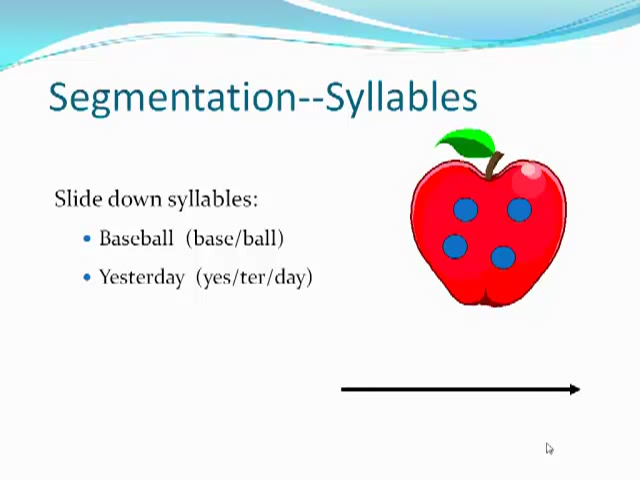 Segmentation--Syllables
Slide down syllables:
• Baseball (base/ball)
• Yesterday (yes/ter/day)